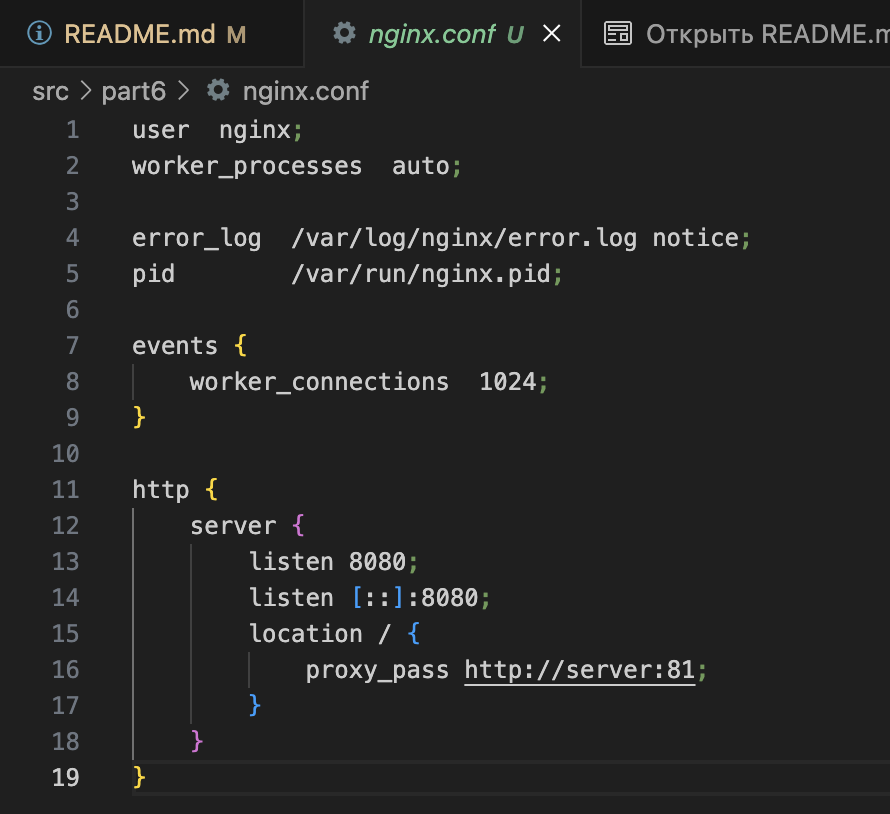 README.md M nginx.conf U Открыть README.m
src > part6 > nginx.conf
1 user  nginx;
2 worker_processes  auto;
3
4 error_log  /var/log/nginx/error.log notice;
5 pid        /var/run/nginx.pid;
6
7 events {
8     worker_connections  1024;
9 }
10
11 http {
12     server {
13         listen 8080;
14         listen [::]:8080;
15         location / {
16             proxy_pass http://server:81;
17         }
18     }
19 }